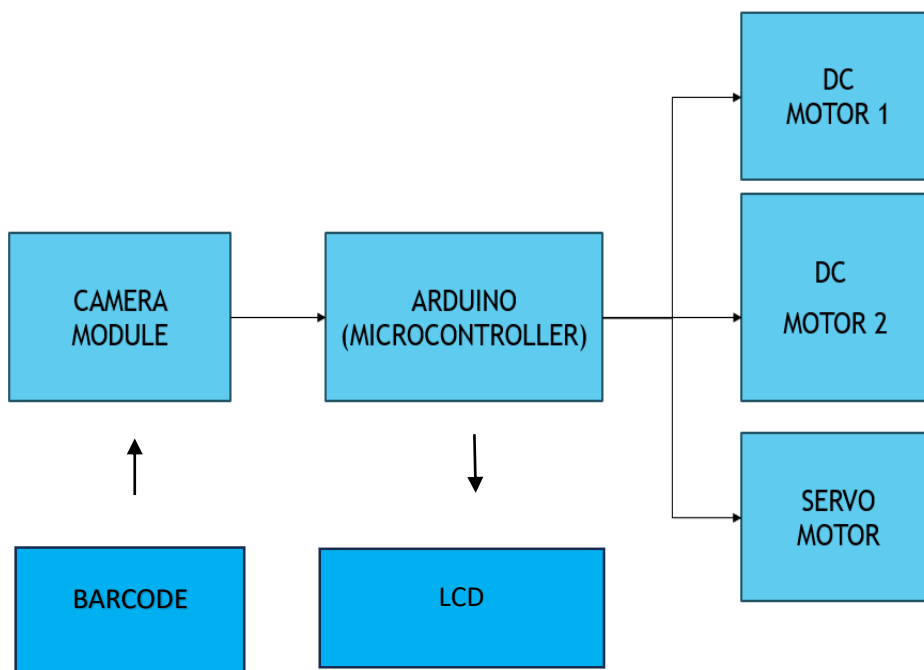 DC
MOTOR 1
CAMERA
MODULE
ARDUINO
(MICROCONTROLLER)
DC
MOTOR 2
SERVO
MOTOR
BARCODE
LCD